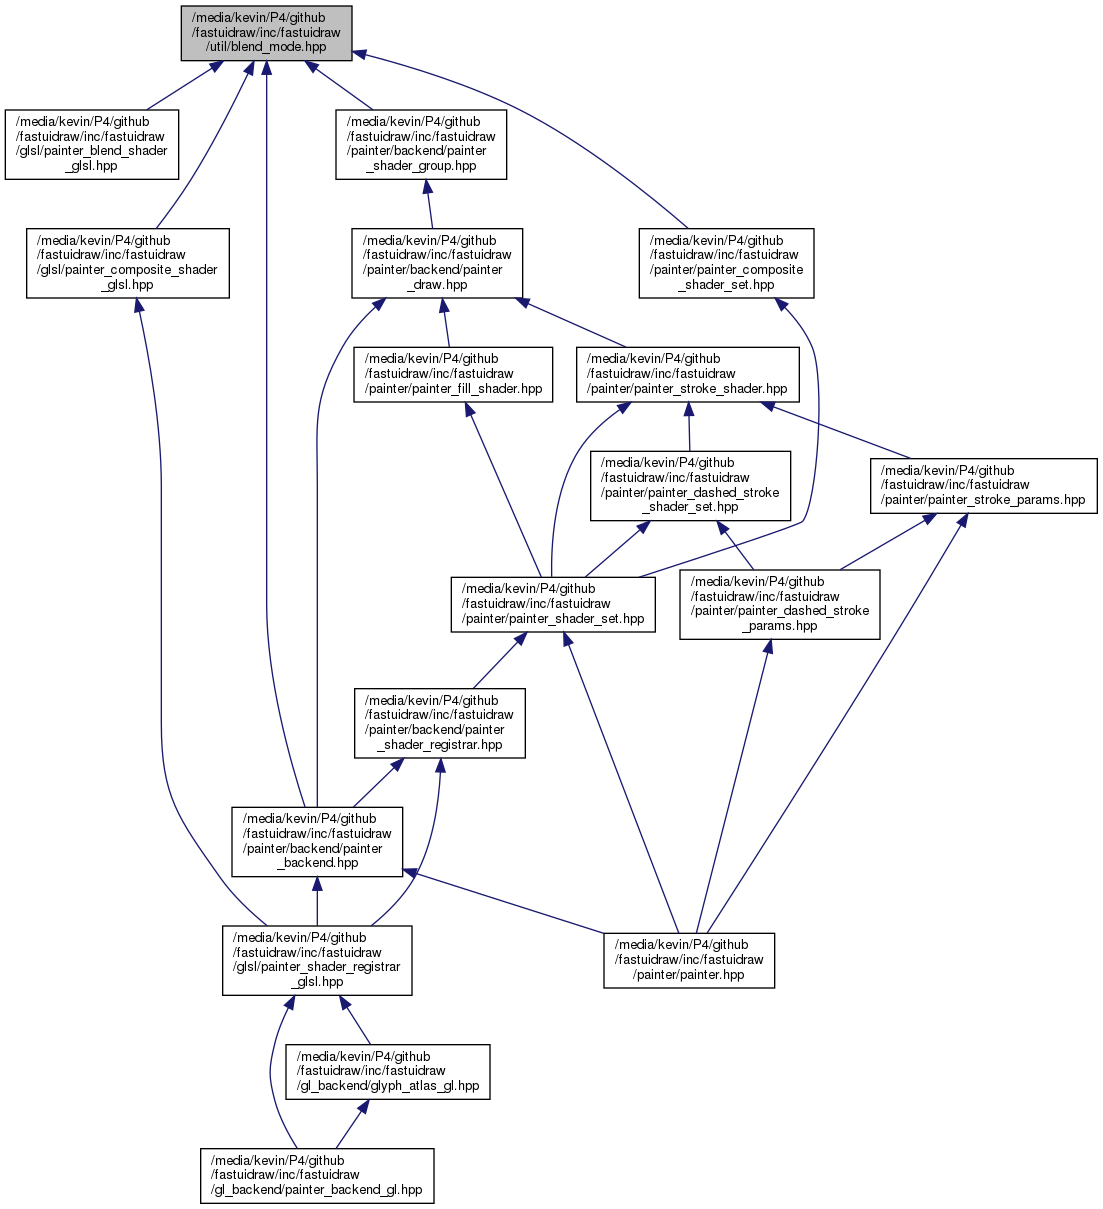 /media/kevin/P4/github
/fastuidraw/inc/fastuidraw
/util/blend_mode.hpp
/media/kevin/P4/github
/fastuidraw/inc/fastuidraw
/glsl/painter_blend_shader
_glsl.hpp
/media/kevin/P4/github
/fastuidraw/inc/fastuidraw
/painter/backend/painter
_shader_group.hpp
/media/kevin/P4/github
/fastuidraw/inc/fastuidraw
/glsl/painter_composite_shader
_glsl.hpp
/media/kevin/P4/github
/fastuidraw/inc/fastuidraw
/painter/backend/painter
_draw.hpp
/media/kevin/P4/github
/fastuidraw/inc/fastuidraw
/painter/painter_composite
_shader_set.hpp
/media/kevin/P4/github
/fastuidraw/inc/fastuidraw
/painter/painter_fill_shader.hpp
/media/kevin/P4/github
/fastuidraw/inc/fastuidraw
/painter/painter_stroke_shader.hpp
/media/kevin/P4/github
/fastuidraw/inc/fastuidraw
/painter/painter_dashed_stroke
_shader_set.hpp
/media/kevin/P4/github
/fastuidraw/inc/fastuidraw
/painter/painter_stroke_params.hpp
/media/kevin/P4/github
/fastuidraw/inc/fastuidraw
/painter/painter_shader_set.hpp
/media/kevin/P4/github
/fastuidraw/inc/fastuidraw
/painter/painter_dashed_stroke
_params.hpp
/media/kevin/P4/github
/fastuidraw/inc/fastuidraw
/painter/backend/painter
_shader_registrar.hpp
/media/kevin/P4/github
/fastuidraw/inc/fastuidraw
/painter/backend/painter
_backend.hpp
/media/kevin/P4/github
/fastuidraw/inc/fastuidraw
/glsl/painter_shader_registrar
_glsl.hpp
/media/kevin/P4/github
/fastuidraw/inc/fastuidraw
/painter/painter.hpp
/media/kevin/P4/github
/fastuidraw/inc/fastuidraw
/gl_backend/glyph_atlas_gl.hpp
/media/kevin/P4/github
/fastuidraw/inc/fastuidraw
/gl_backend/painter_backend_gl.hpp